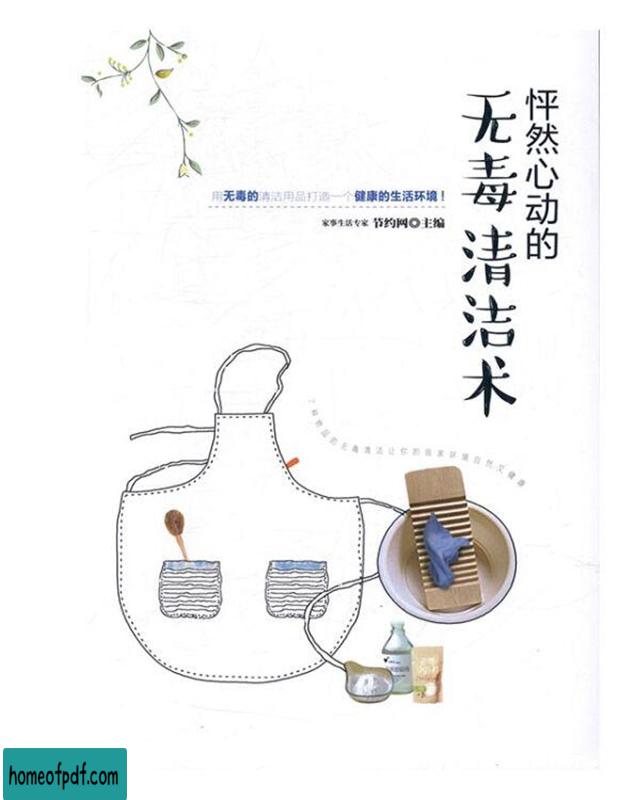 怦然心动的
无毒清洁术
用无毒的清洁用品打造一个健康的生活环境！
家事生活专家 节约网◎主编
homeofpdf.com